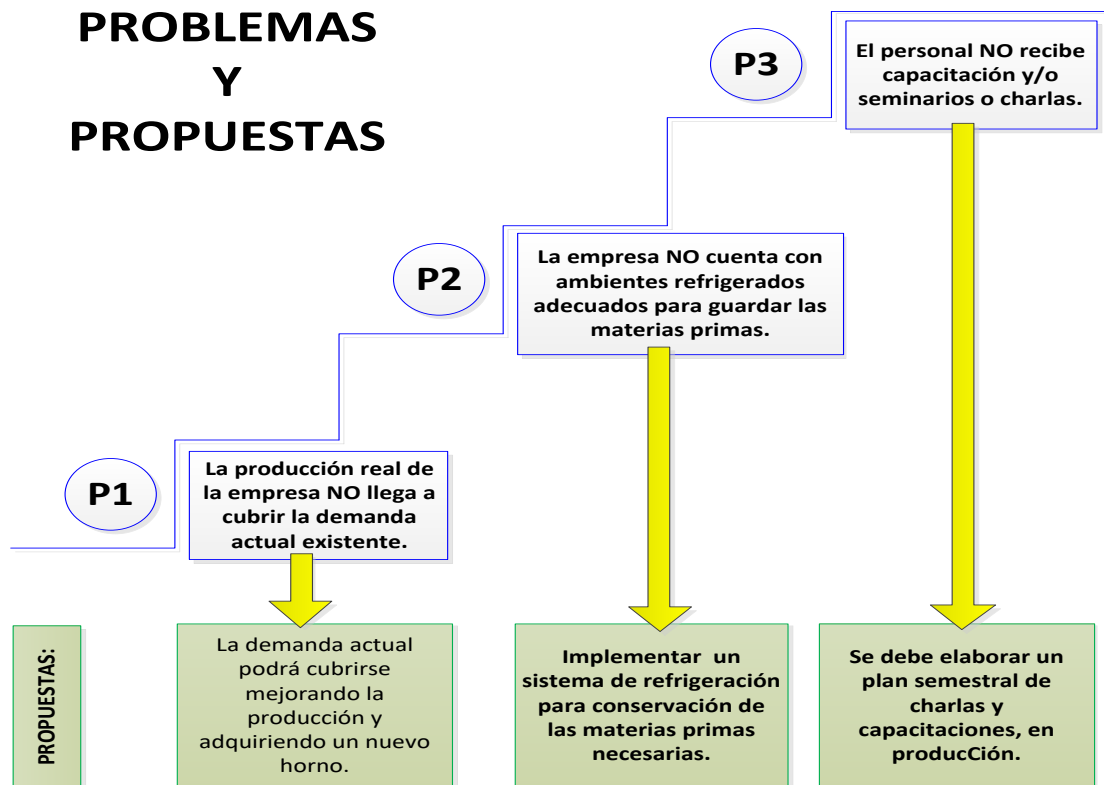 PROBLEMAS
Y
PROPUESTAS
P3
El personal NO recibe
capacitación y/o
seminarios o charlas.
P2
La empresa NO cuenta con
ambientes refrigerados
adecuados para guardar las
materias primas.
P1
La producción real de
la empresa NO llega a
cubrir la demanda
actual existente.
PROPUESTAS:
La demanda actual
podrá cubrirse
mejorando la
producción y
adquiriendo un nuevo
horno.
Implementar un
sistema de refrigeración
para conservación de
las materias primas
necesarias.
Se debe elaborar un
plan semestral de
charlas y
capacitaciones, en
producCión.